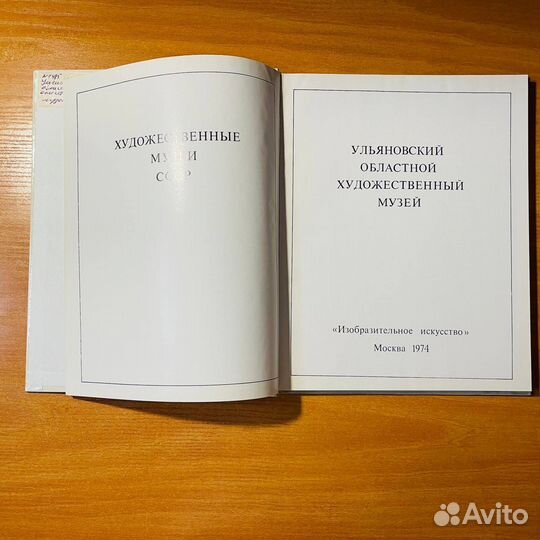 ХУДОЖЕСТВЕННЫЕ
МУЗЕИ
СССР
УЛЬЯНОВСКИЙ
ОБЛАСТНОЙ
ХУДОЖЕСТВЕННЫЙ
МУЗЕЙ
«Изобразительное искусство»
Москва 1974
Avito